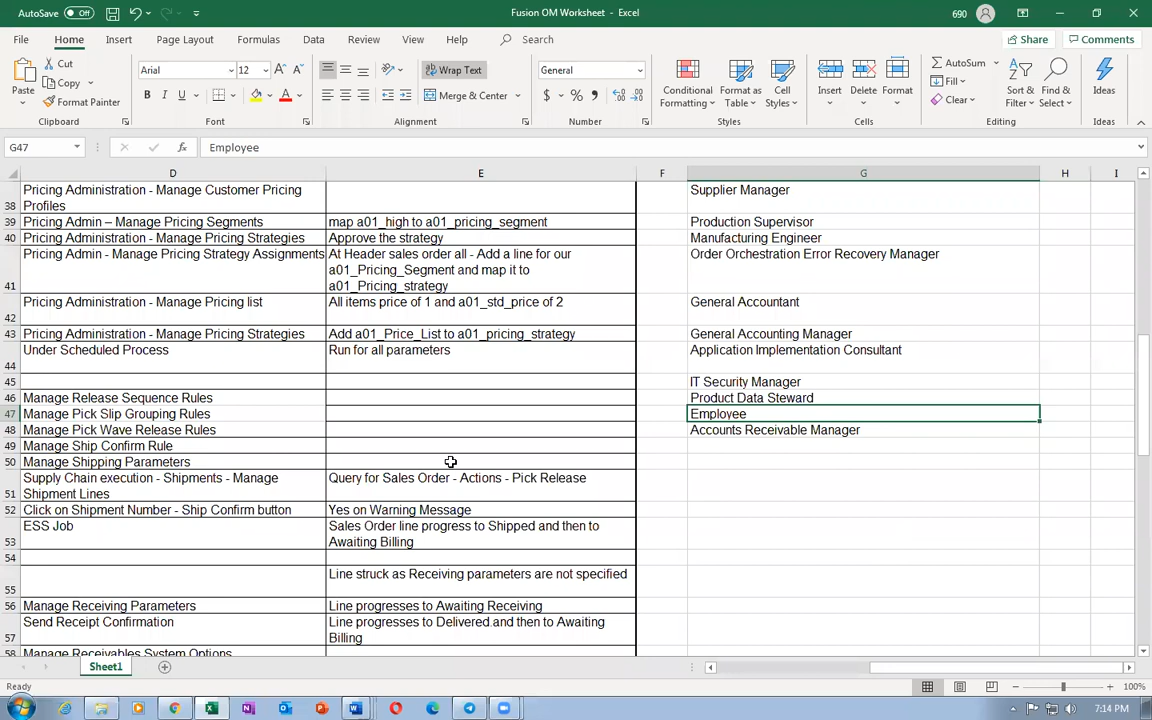 AutoSave Off
Fusion OM Worksheet - Excel
690
File Home Insert Page Layout Formulas Data Review View Help Search
Share Comments
Paste
Cut
Copy
Format Painter
Clipboard
Arial 12
B I U
Font
Wrap Text
Merge & Center
Alignment
General
$ % ,
Number
Conditional Formatting
Format as Table
Cell Styles
Styles
Insert Delete Format
Cells
AutoSum
Fill
Clear
Sort & Filter
Find & Select
Editing
Ideas
Ideas
G47 fx Employee
D E F G H I
38 Pricing Administration - Manage Customer Pricing Profiles Supplier Manager
39 Pricing Admin – Manage Pricing Segments map a01_high to a01_pricing_segment Production Supervisor
40 Pricing Administration - Manage Pricing Strategies Approve the strategy Manufacturing Engineer
41 Pricing Admin - Manage Pricing Strategy Assignments At Header sales order all - Add a line for our a01_Pricing_Segment and map it to a01_Pricing_strategy Order Orchestration Error Recovery Manager
42 Pricing Administration - Manage Pricing list All items price of 1 and a01_std_price of 2 General Accountant
43 Pricing Administration - Manage Pricing Strategies Add a01_Price_List to a01_pricing_strategy General Accounting Manager
44 Under Scheduled Process Run for all parameters Application Implementation Consultant
45 IT Security Manager
46 Manage Release Sequence Rules Product Data Steward
47 Manage Pick Slip Grouping Rules Employee
48 Manage Pick Wave Release Rules Accounts Receivable Manager
49 Manage Ship Confirm Rule
50 Manage Shipping Parameters
51 Supply Chain execution - Shipments - Manage Shipment Lines Query for Sales Order - Actions - Pick Release
52 Click on Shipment Number - Ship Confirm button Yes on Warning Message
53 ESS Job Sales Order line progress to Shipped and then to Awaiting Billing
54
55 Line struck as Receiving parameters are not specified
56 Manage Receiving Parameters Line progresses to Awaiting Receiving
57 Send Receipt Confirmation Line progresses to Delivered and then to Awaiting Billing
58 Manage Receivables System Options
Sheet1
Ready
100%
7:14 PM